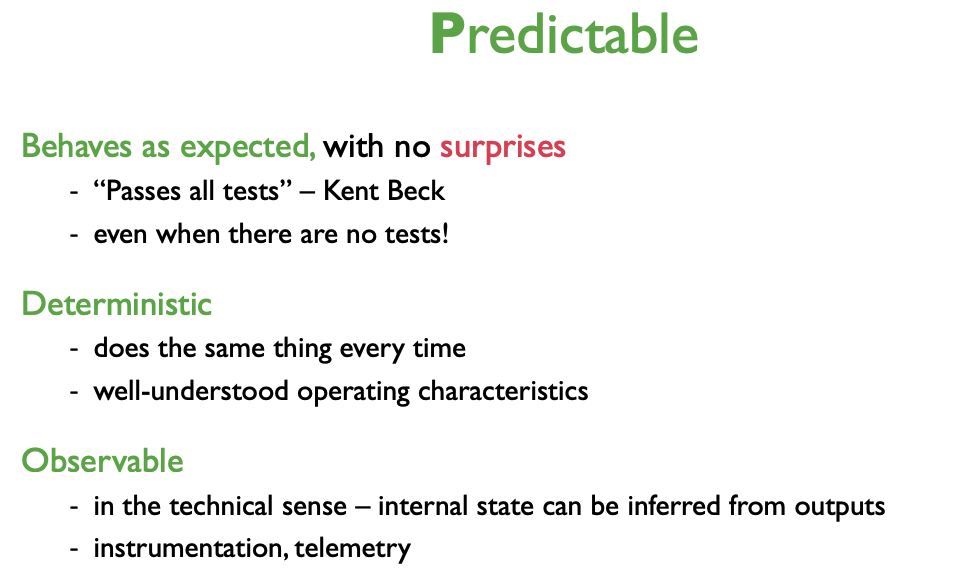 Predictable
Behaves as expected, with no surprises
- “Passes all tests” – Kent Beck
- even when there are no tests!
Deterministic
- does the same thing every time
- well-understood operating characteristics
Observable
- in the technical sense – internal state can be inferred from outputs
- instrumentation, telemetry